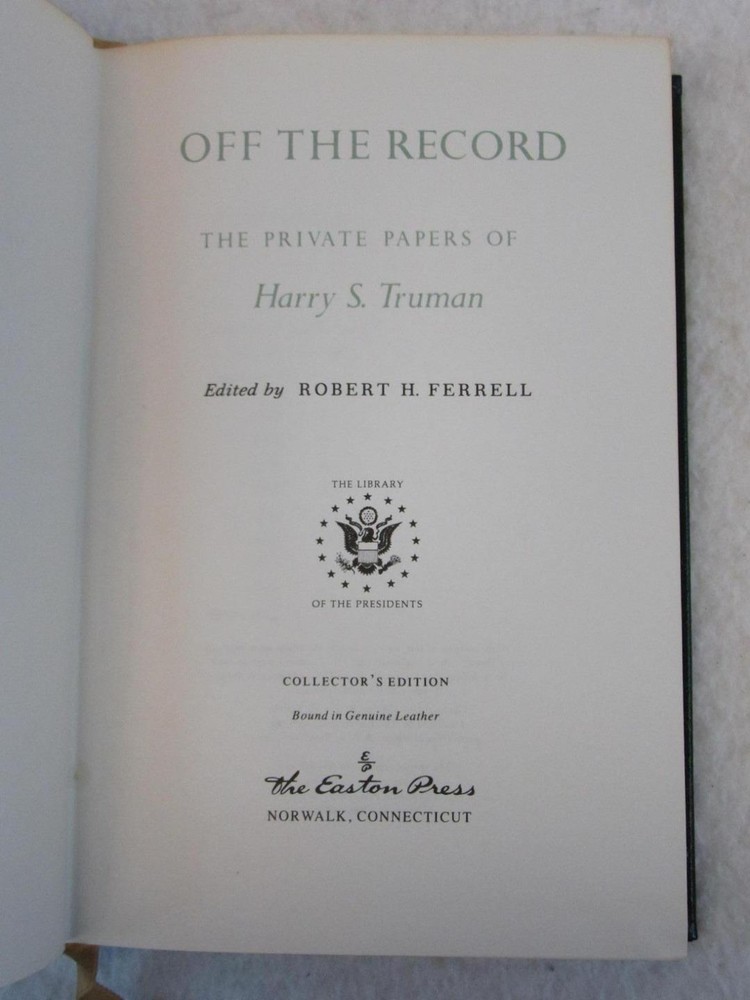 OFF THE RECORD
THE PRIVATE PAPERS OF
Harry S. Truman
Edited by ROBERT H. FERRELL
THE LIBRARY
OF THE PRESIDENTS
COLLECTOR'S EDITION
Bound in Genuine Leather
E
P
The Easton Press
NORWALK, CONNECTICUT